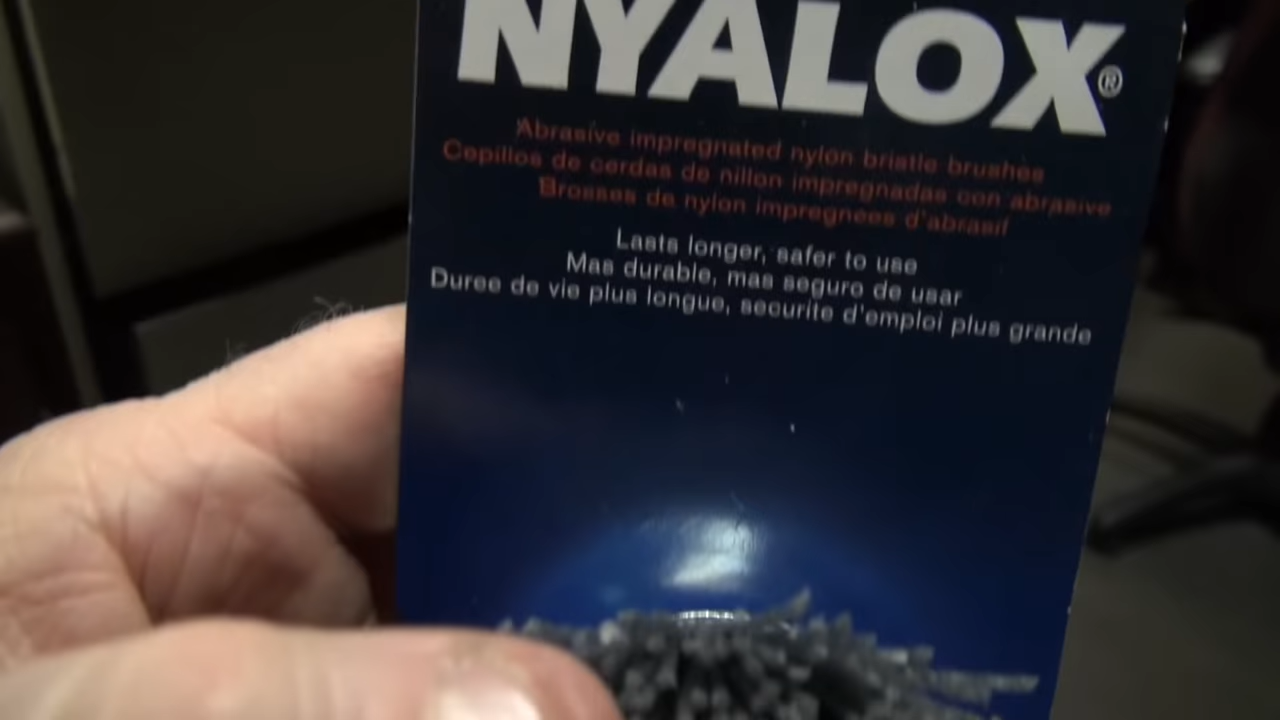 NYALOX®
Abrasive impregnated nylon bristle brushes
Cepillos de cerdas de nillon impregnadas con abrasive
Brosses de nylon impregnees d'abrasif
Lasts longer, safer to use
Mas durable, mas seguro de usar
Duree de vie plus longue, securite d'emploi plus grande